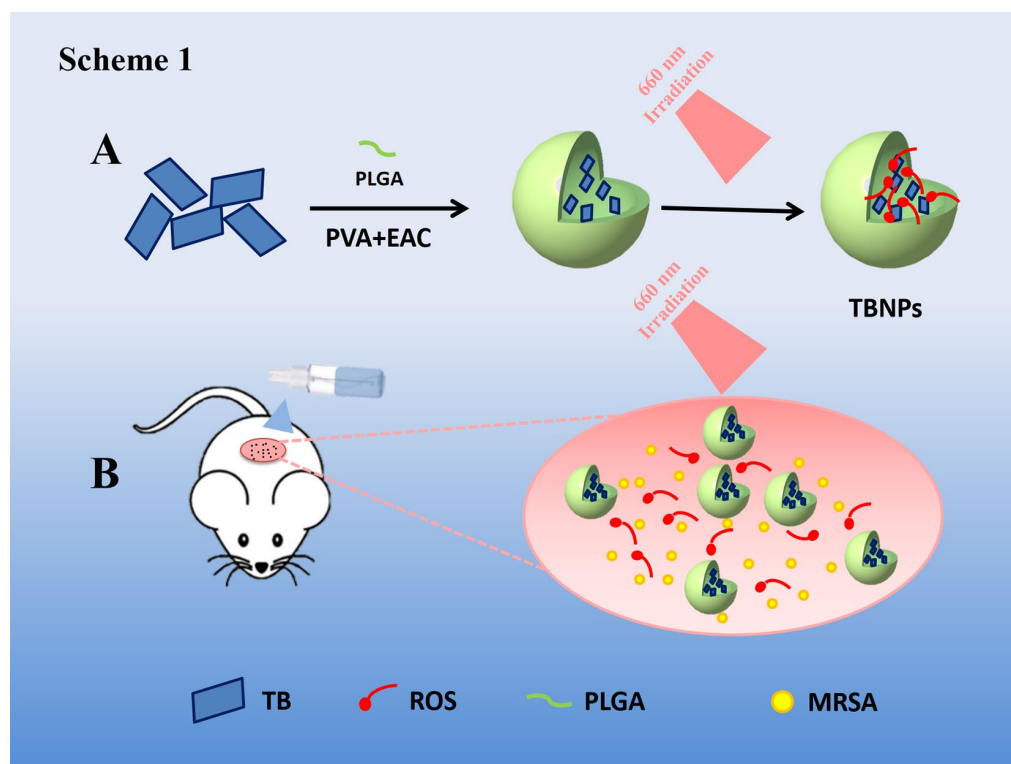 Scheme 1
A
PLGA
PVA+EAC
660 nm
Irradiation
TBNPs
660 nm
Irradiation
B
TB
ROS
PLGA
MRSA